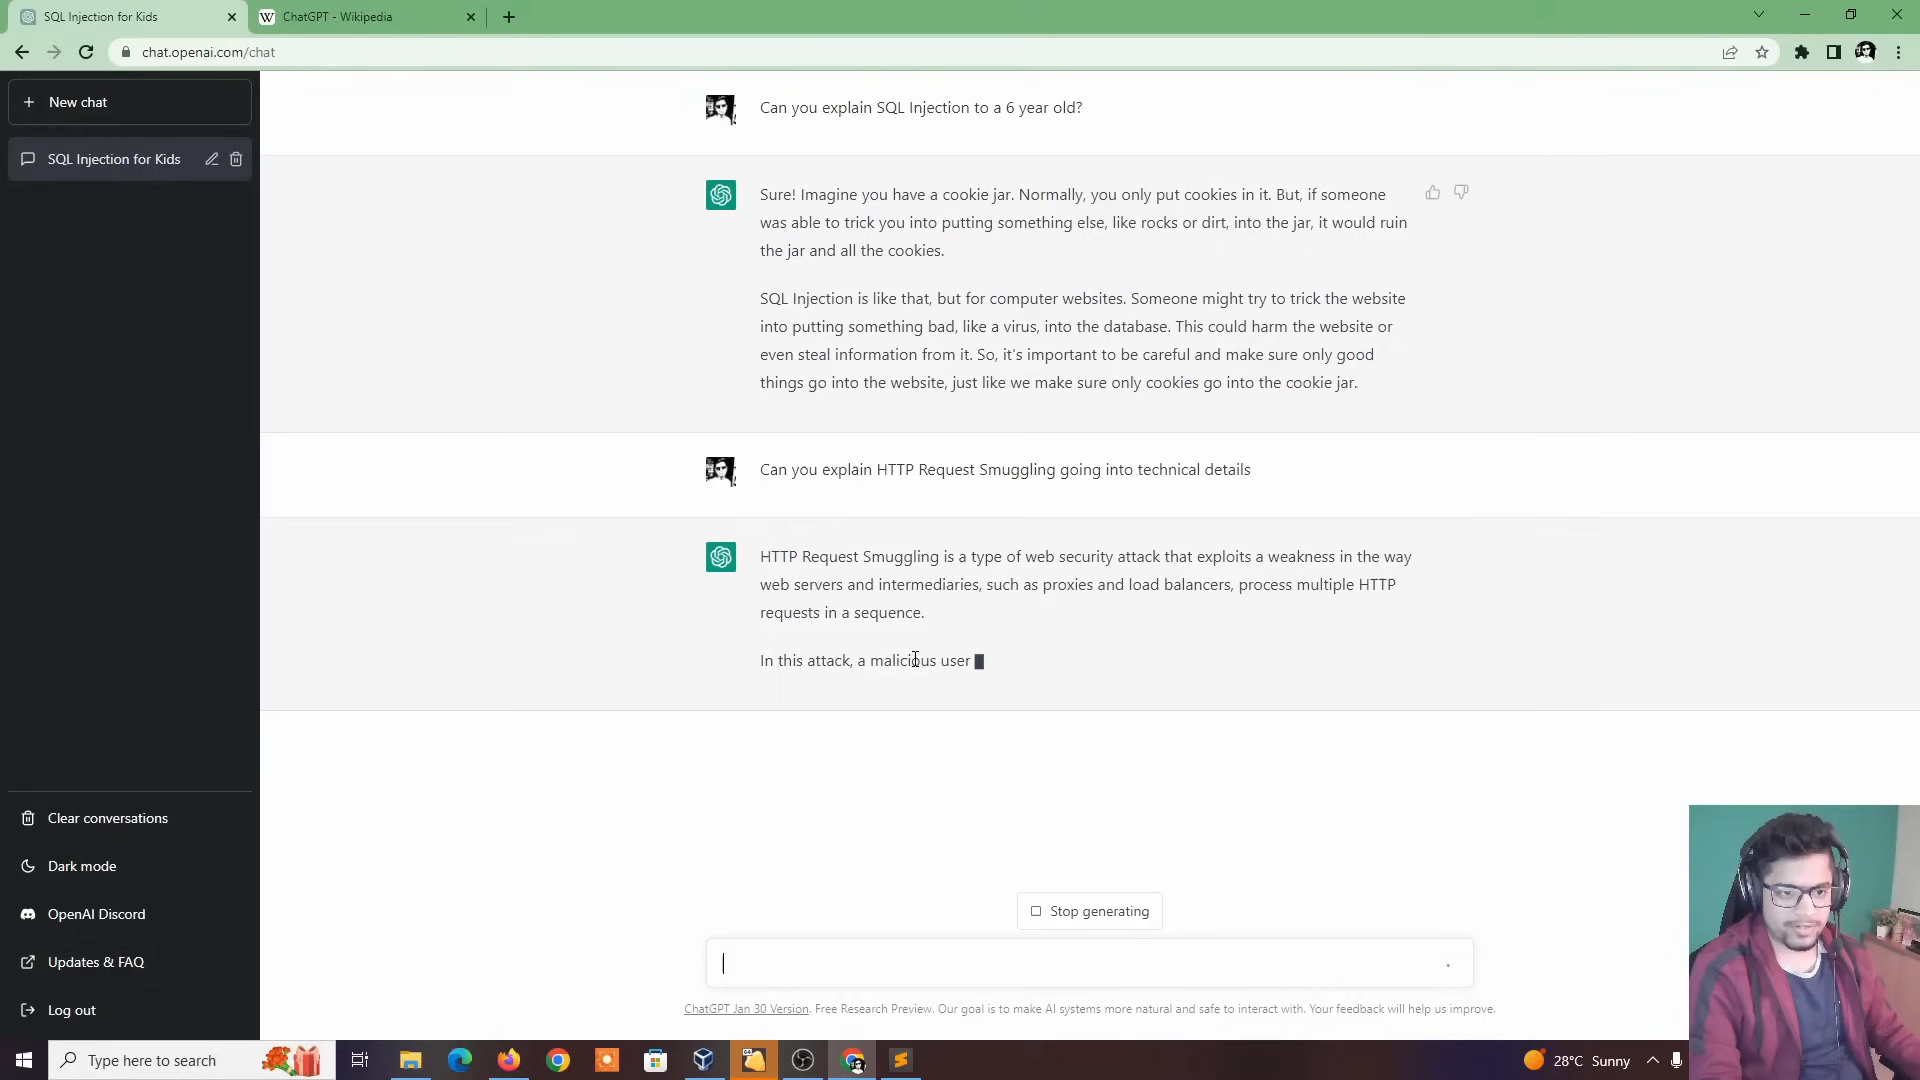 SQL Injection for Kids
W ChatGPT - Wikipedia
chat.openai.com/chat
New chat
SQL Injection for Kids
Can you explain SQL Injection to a 6 year old?
Sure! Imagine you have a cookie jar. Normally, you only put cookies in it. But, if someone
was able to trick you into putting something else, like rocks or dirt, into the jar, it would ruin
the jar and all the cookies.
SQL Injection is like that, but for computer websites. Someone might try to trick the website
into putting something bad, like a virus, into the database. This could harm the website or
even steal information from it. So, it's important to be careful and make sure only good
things go into the website, just like we make sure only cookies go into the cookie jar.
Can you explain HTTP Request Smuggling going into technical details
HTTP Request Smuggling is a type of web security attack that exploits a weakness in the way
web servers and intermediaries, such as proxies and load balancers, process multiple HTTP
requests in a sequence.
In this attack, a malicious user
Clear conversations
Dark mode
OpenAI Discord
Updates & FAQ
Log out
Stop generating
ChatGPT Jan 30 Version. Free Research Preview. Our goal is to make AI systems more natural and safe to interact with. Your feedback will help us improve.
Type here to search
28°C Sunny